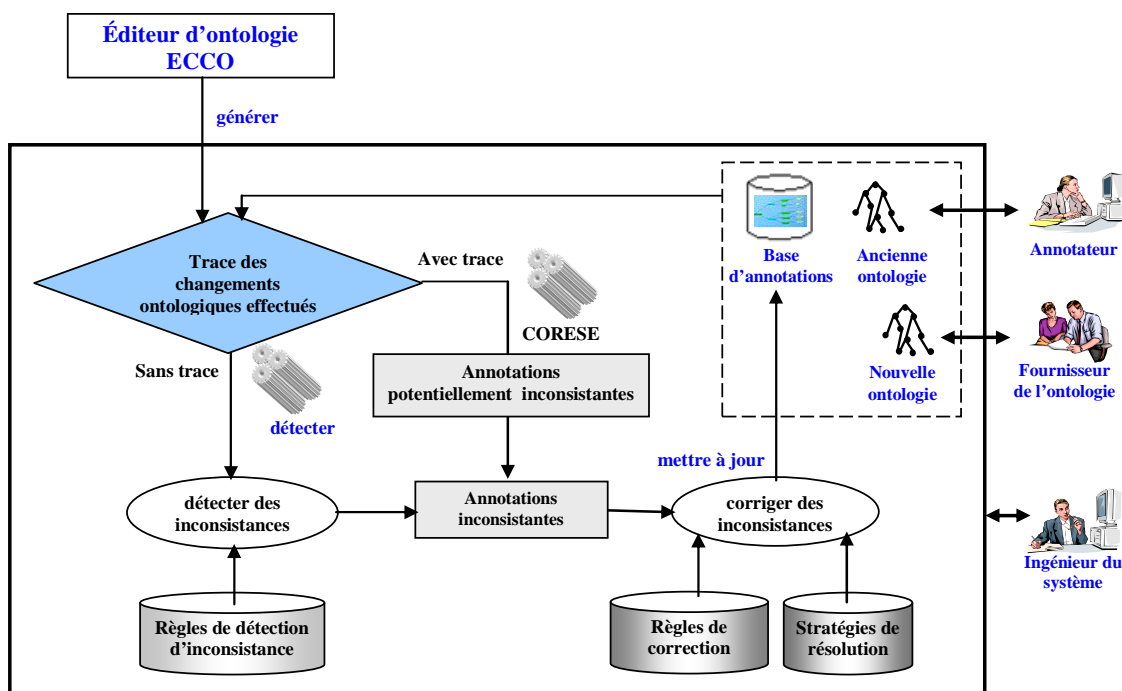 Éditeur d'ontologie
ECCO
générer
Trace des
changements
ontologiques effectués
Avec trace
CORESE
Sans trace
détecter
Annotations
potentiellement inconsistantes
Base
d'annotations
Ancienne
ontologie
Nouvelle
ontologie
Annotateur
Fournisseur
de l'ontologie
mettre à jour
détecter des
inconsistances
Annotations
inconsistantes
corriger des
inconsistances
Ingénieur du
système
Règles de détection
d'inconsistance
Règles de
correction
Stratégies de
résolution